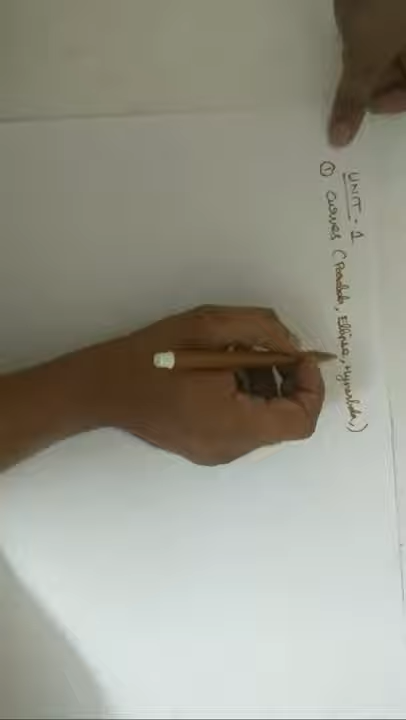 UNIT - 1
① curves (Parabola, Ellipse, Hyperbola,)